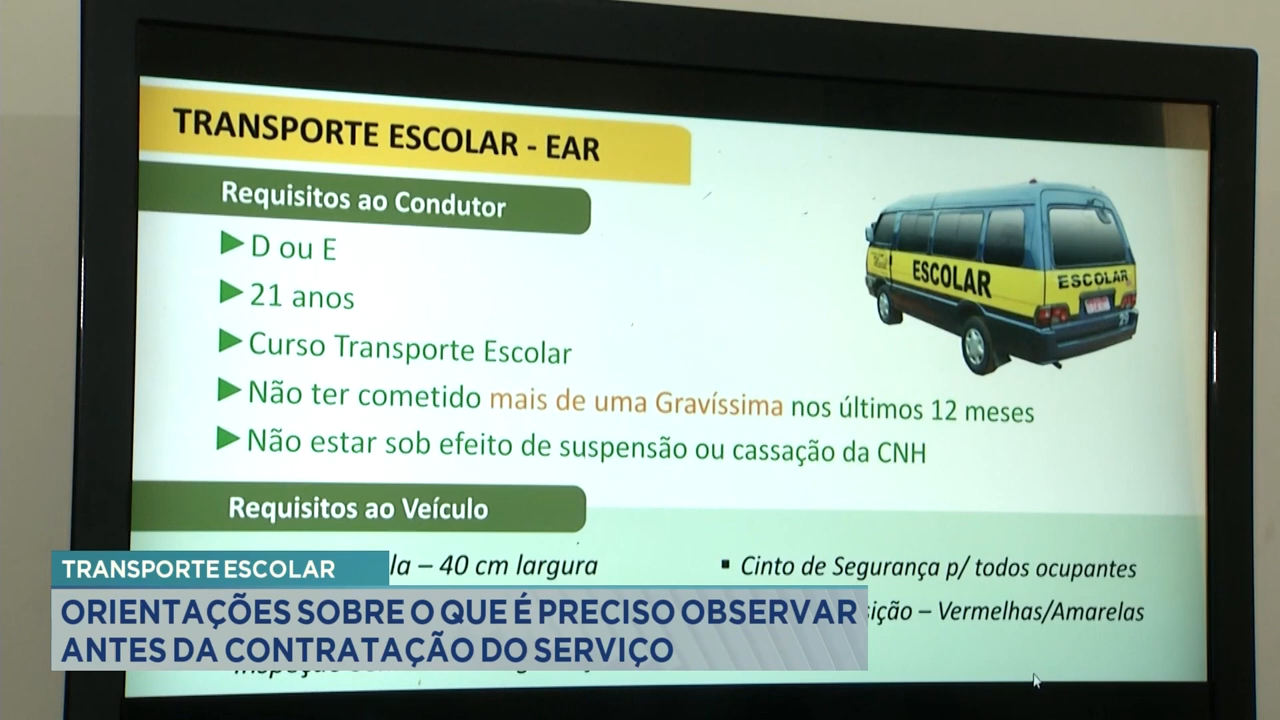 TRANSPORTE ESCOLAR - EAR
Requisitos ao Condutor
D ou E
21 anos
Curso Transporte Escolar
Não ter cometido mais de uma Gravíssima nos últimos 12 meses
Não estar sob efeito de suspensão ou cassação da CNH
ESCOLAR
ESCOLAR
Requisitos ao Veículo
– 40 cm largura
Cinto de Segurança p/ todos ocupantes
– Vermelhas/Amarelas
TRANSPORTE ESCOLAR
ORIENTAÇÕES SOBRE O QUE É PRECISO OBSERVAR
ANTES DA CONTRATAÇÃO DO SERVIÇO